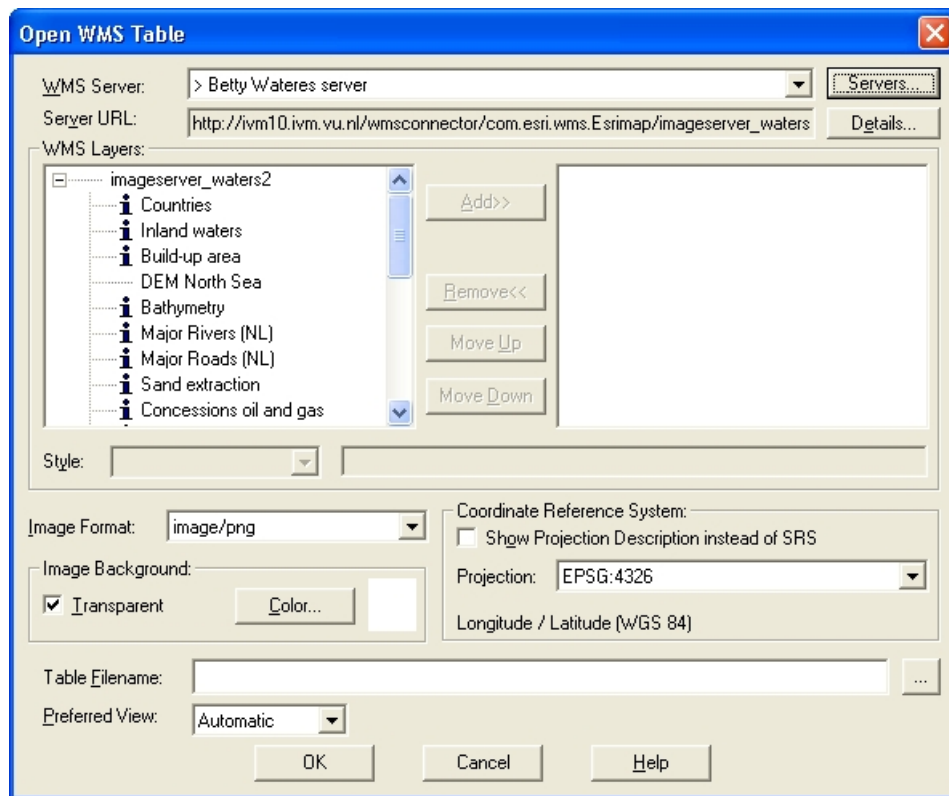 Open WMS Table
WMS Server: > Betty Wateres server Servers...
Server URL: http://ivm10.ivm.vu.nl/wmsconnector/com.esri.wms.Esrimap/imageserver_waters Details...
WMS Layers:
imageserver_waters2
Countries
Inland waters
Build-up area
DEM North Sea
Bathymetry
Major Rivers (NL)
Major Roads (NL)
Sand extraction
Concessions oil and gas
Add>>
Remove<<
Move Up
Move Down
Style:
Image Format: image/png
Image Background:
Transparent Color...
Coordinate Reference System:
Show Projection Description instead of SRS
Projection: EPSG:4326
Longitude / Latitude (WGS 84)
Table Filename: ...
Preferred View: Automatic
OK Cancel Help